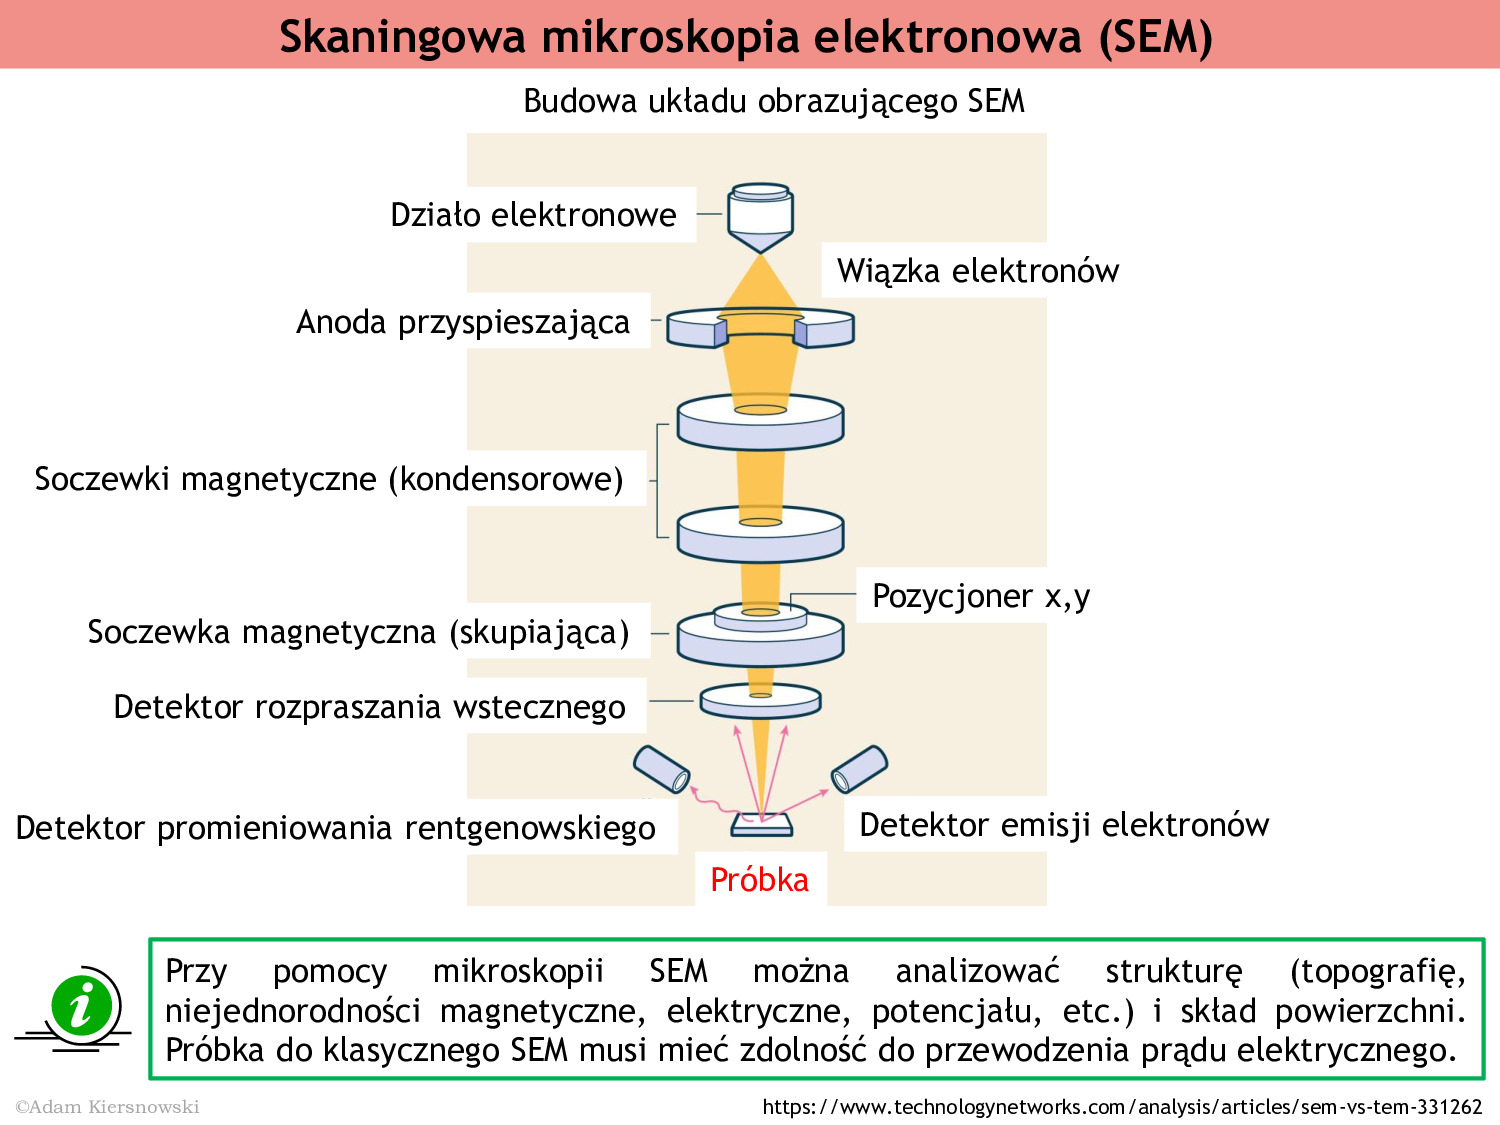 Skaningowa mikroskopia elektronowa (SEM)
Budowa układu obrazującego SEM
Działo elektronowe
Wiązka elektronów
Anoda przyspieszająca
Soczewki magnetyczne (kondensorowe)
Pozycjoner x,y
Soczewka magnetyczna (skupiająca)
Detektor rozpraszania wstecznego
Detektor promieniowania rentgenowskiego
Detektor emisji elektronów
Próbka
Przy pomocy mikroskopii SEM można analizować strukturę (topografię,
niejednorodności magnetyczne, elektryczne, potencjału, etc.) i skład powierzchni.
Próbka do klasycznego SEM musi mieć zdolność do przewodzenia prądu elektrycznego.
©Adam Kiersnowski
https://www.technologynetworks.com/analysis/articles/sem-vs-tem-331262